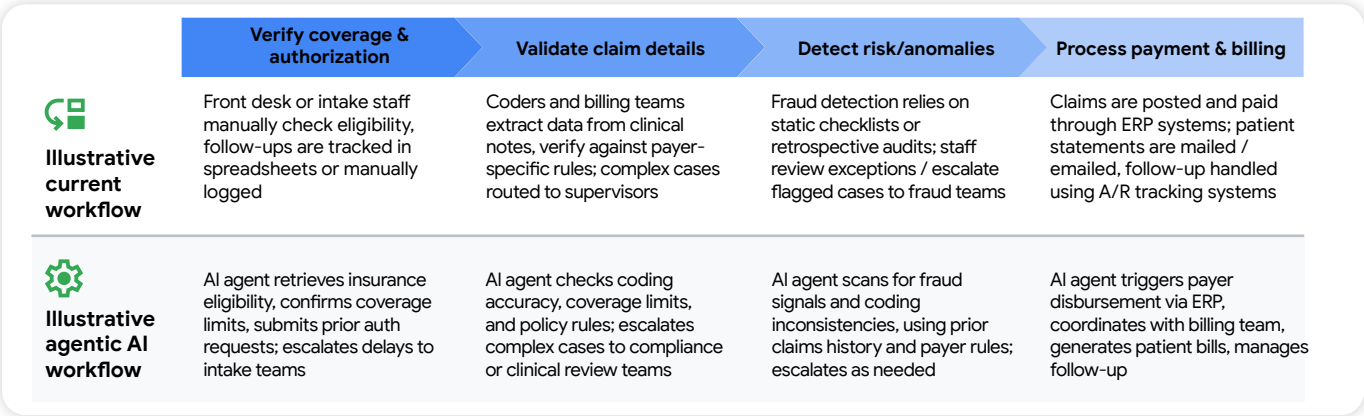 Verify coverage &
authorization
Validate claim details
Detect risk/anomalies
Process payment & billing
Illustrative
current
workflow
Front desk or intake staff
manually check eligibility,
follow-ups are tracked in
spreadsheets or manually
logged
Coders and billing teams
extract data from clinical
notes, verify against payer-
specific rules; complex cases
routed to supervisors
Fraud detection relies on
static checklists or
retrospective audits; staff
review exceptions / escalate
flagged cases to fraud teams
Claims are posted and paid
through ERP systems; patient
statements are mailed /
emailed, follow-up handled
using A/R tracking systems
Illustrative
agentic AI
workflow
AI agent retrieves insurance
eligibility, confirms coverage
limits, submits prior auth
requests; escalates delays to
intake teams
AI agent checks coding
accuracy, coverage limits,
and policy rules; escalates
complex cases to compliance
or clinical review teams
AI agent scans for fraud
signals and coding
inconsistencies, using prior
claims history and payer rules;
escalates as needed
AI agent triggers payer
disbursement via ERP,
coordinates with billing team,
generates patient bills, manages
follow-up